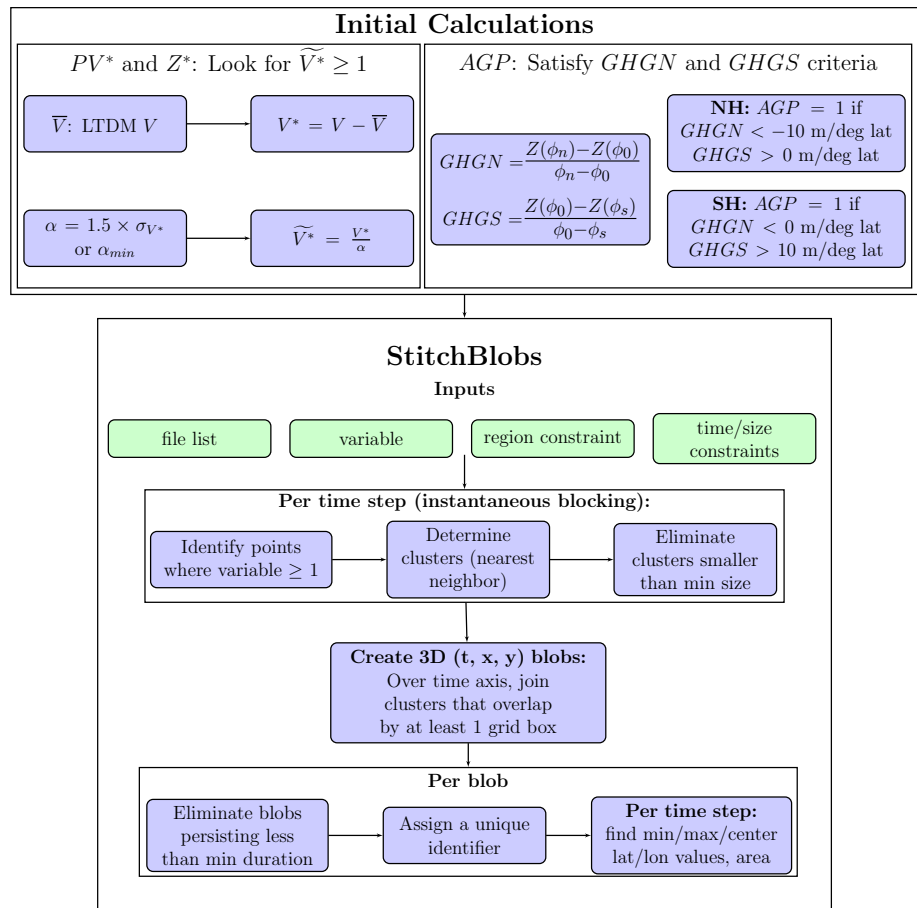 Initial Calculations
PV* and Z*: Look for Ṽ* ≥ 1
V̅: LTDM V
V* = V − V̅
α = 1.5 × σ_V*
or α_min
Ṽ* = V*/α
AGP: Satisfy GHGN and GHGS criteria
GHGN = (Z(ϕ_n)−Z(ϕ_0))/(ϕ_n−ϕ_0)
GHGS = (Z(ϕ_0)−Z(ϕ_s))/(ϕ_0−ϕ_s)
NH: AGP = 1 if
GHGN < −10 m/deg lat
GHGS > 0 m/deg lat
SH: AGP = 1 if
GHGN < 0 m/deg lat
GHGS > 10 m/deg lat
StitchBlobs
Inputs
file list
variable
region constraint
time/size
constraints
Per time step (instantaneous blocking):
Identify points
where variable ≥ 1
Determine
clusters (nearest
neighbor)
Eliminate
clusters smaller
than min size
Create 3D (t, x, y) blobs:
Over time axis, join
clusters that overlap
by at least 1 grid box
Per blob
Eliminate blobs
persisting less
than min duration
Assign a unique
identifier
Per time step:
find min/max/center
lat/lon values, area